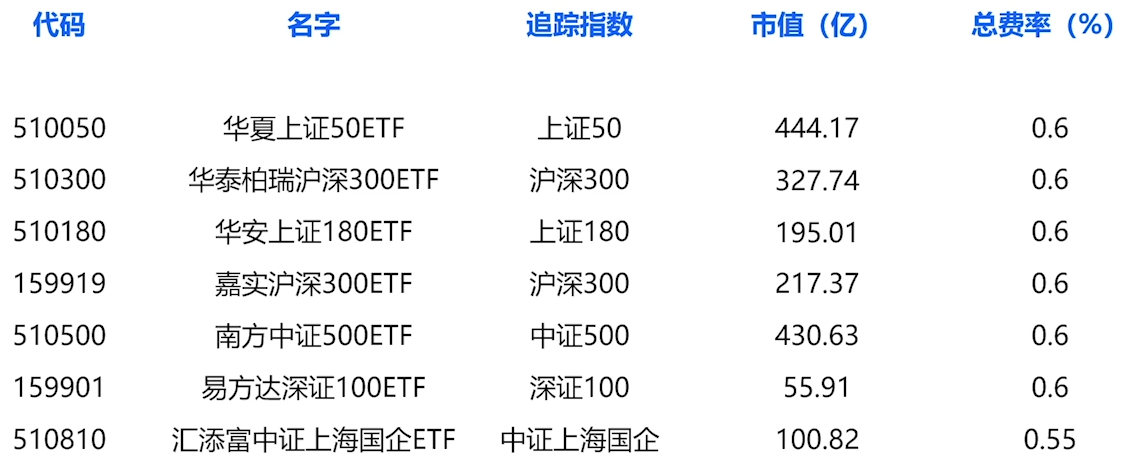 代码 名字 追踪指数 市值（亿） 总费率（%）
510050 华夏上证50ETF 上证50 444.17 0.6
510300 华泰柏瑞沪深300ETF 沪深300 327.74 0.6
510180 华安上证180ETF 上证180 195.01 0.6
159919 嘉实沪深300ETF 沪深300 217.37 0.6
510500 南方中证500ETF 中证500 430.63 0.6
159901 易方达深证100ETF 深证100 55.91 0.6
510810 汇添富中证上海国企ETF 中证上海国企 100.82 0.55